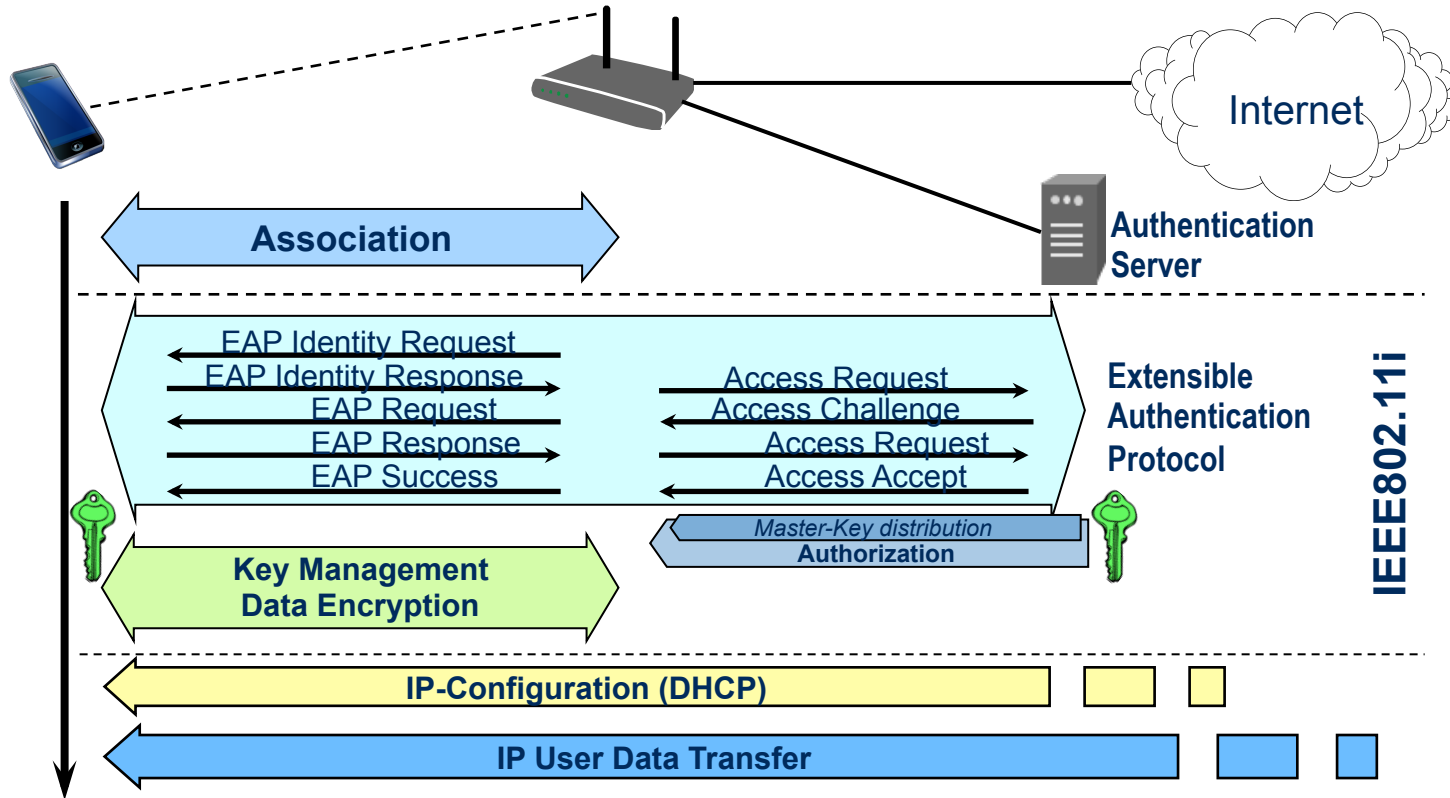 Internet
Association
Authentication
Server
EAP Identity Request
EAP Identity Response
Access Request
EAP Request
Access Challenge
EAP Response
Access Request
EAP Success
Access Accept
Extensible
Authentication
Protocol
IEEE802.11i
Master-Key distribution
Authorization
Key Management
Data Encryption
IP-Configuration (DHCP)
IP User Data Transfer